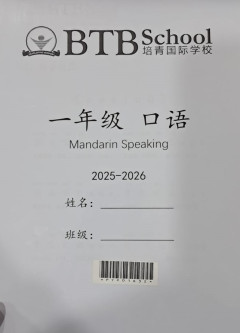 BTB School
培青国际学校
一年级 口语
Mandarin Speaking
2025-2026
姓名：
班级：